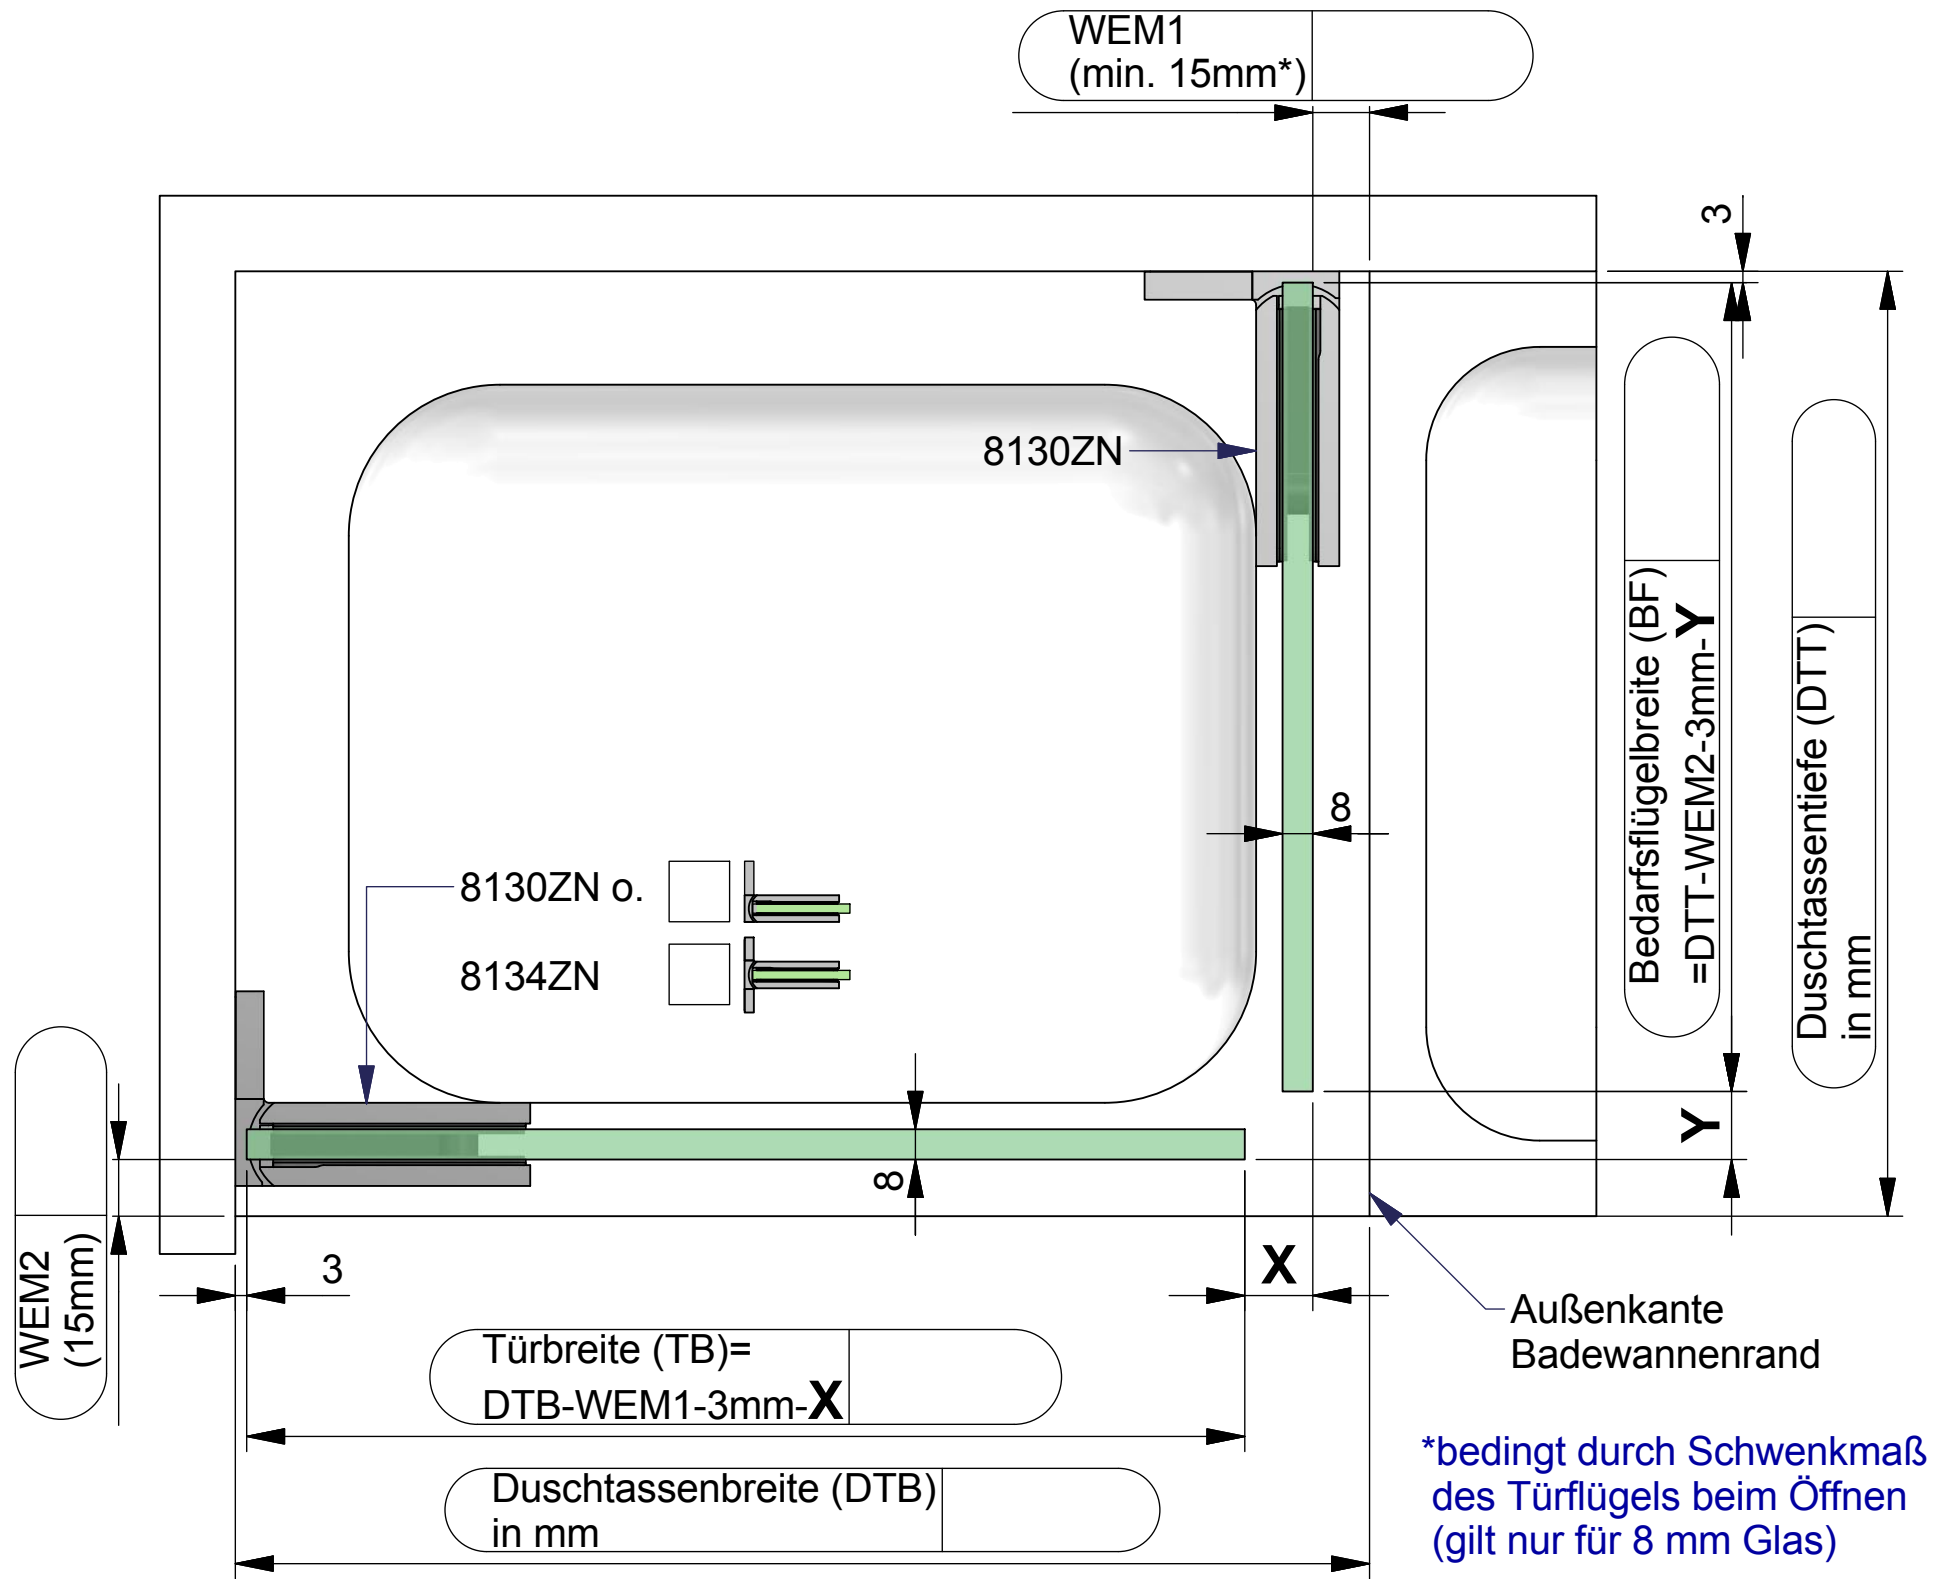 WEM1
(min. 15mm*)
3
8130ZN
8
Bedarfsflügelbreite (BF)
=DTT-WEM2-3mm-Y
Duschtassentiefe (DTT)
in mm
8130ZN o.
8134ZN
Y
8
WEM2
(15mm)
3
X
Außenkante
Badewannenrand
Türbreite (TB)=
DTB-WEM1-3mm-X
Duschtassenbreite (DTB)
in mm
*bedingt durch Schwenkmaß
des Türflügels beim Öffnen
(gilt nur für 8 mm Glas)